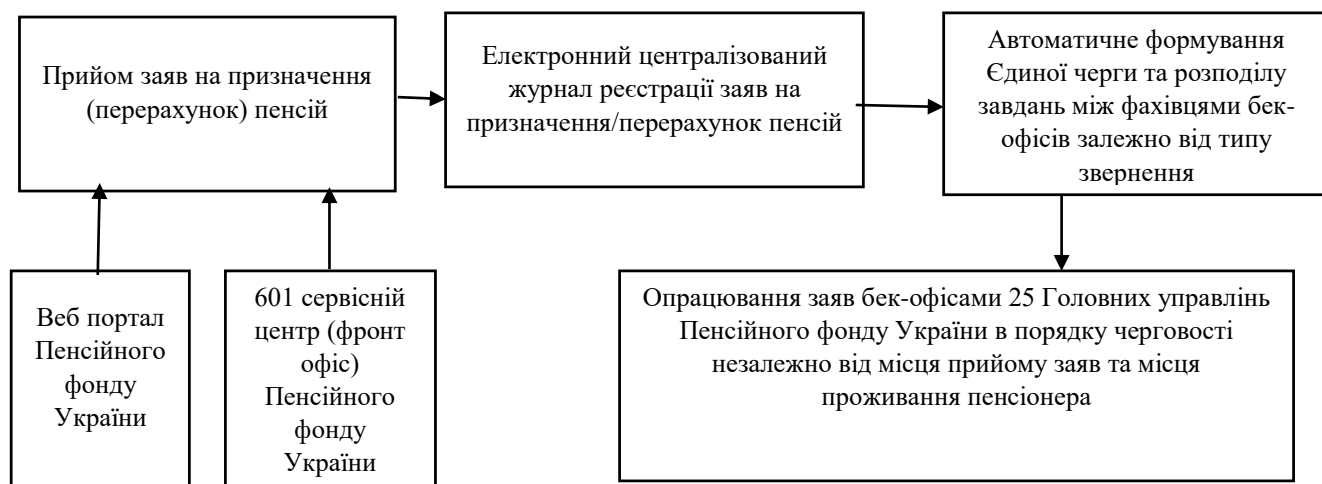 Прийом заяв на призначення
(перерахунок) пенсій
Електронний централізований
журнал реєстрації заяв на
призначення/перерахунок пенсій
Автоматичне формування
Єдиної черги та розподілу
завдань між фахівцями бек-
офісів залежно від типу
звернення
Веб портал
Пенсійного
фонду
України
601 сервісній
центр (фронт
офіс)
Пенсійного
фонду
України
Опрацювання заяв бек-офісами 25 Головних управлінь
Пенсійного фонду України в порядку черговості
незалежно від місця прийому заяв та місця
проживання пенсіонера